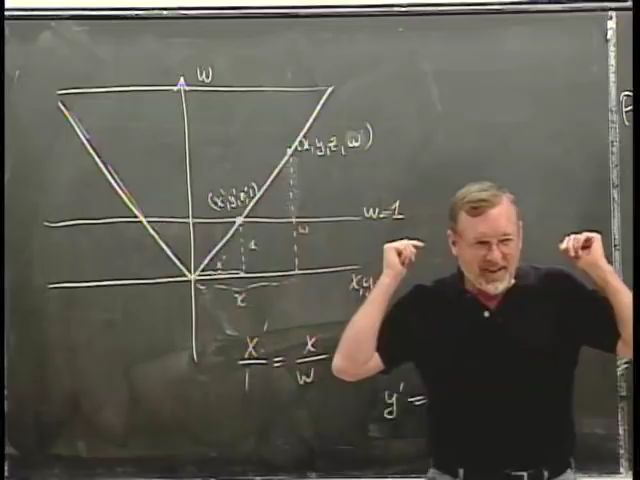 w
(x,y,z,w)
(x',y',z',1)
w=1
1
w
x'
x
x,y
x'/1 = x/w
y'=